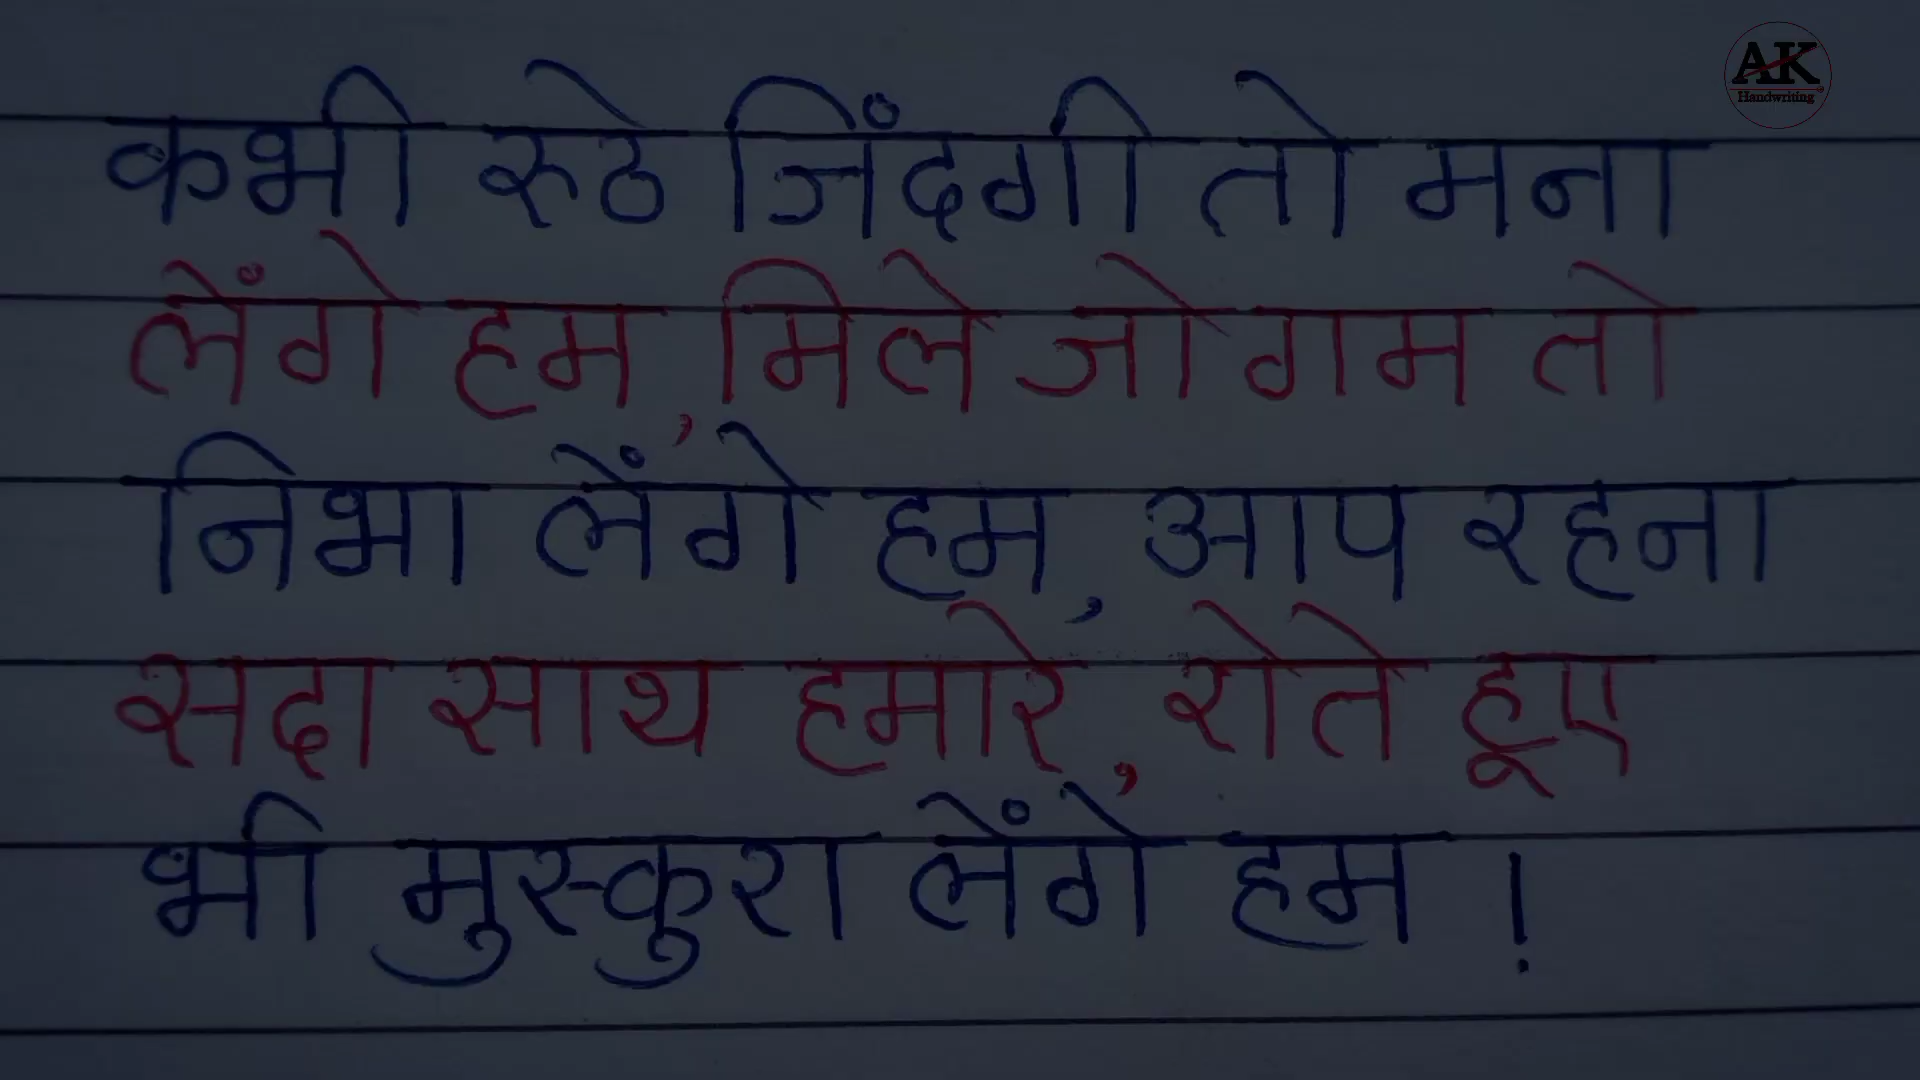 AK
Handwriting
कभी रुठे जिंदगी तो मना
लेंगे हम, मिले जो गम तो
निभा लेंगे हम, आप रहना
सदा साथ हमारे, रोते हूए
भी मुस्कुरा लेंगे हम !